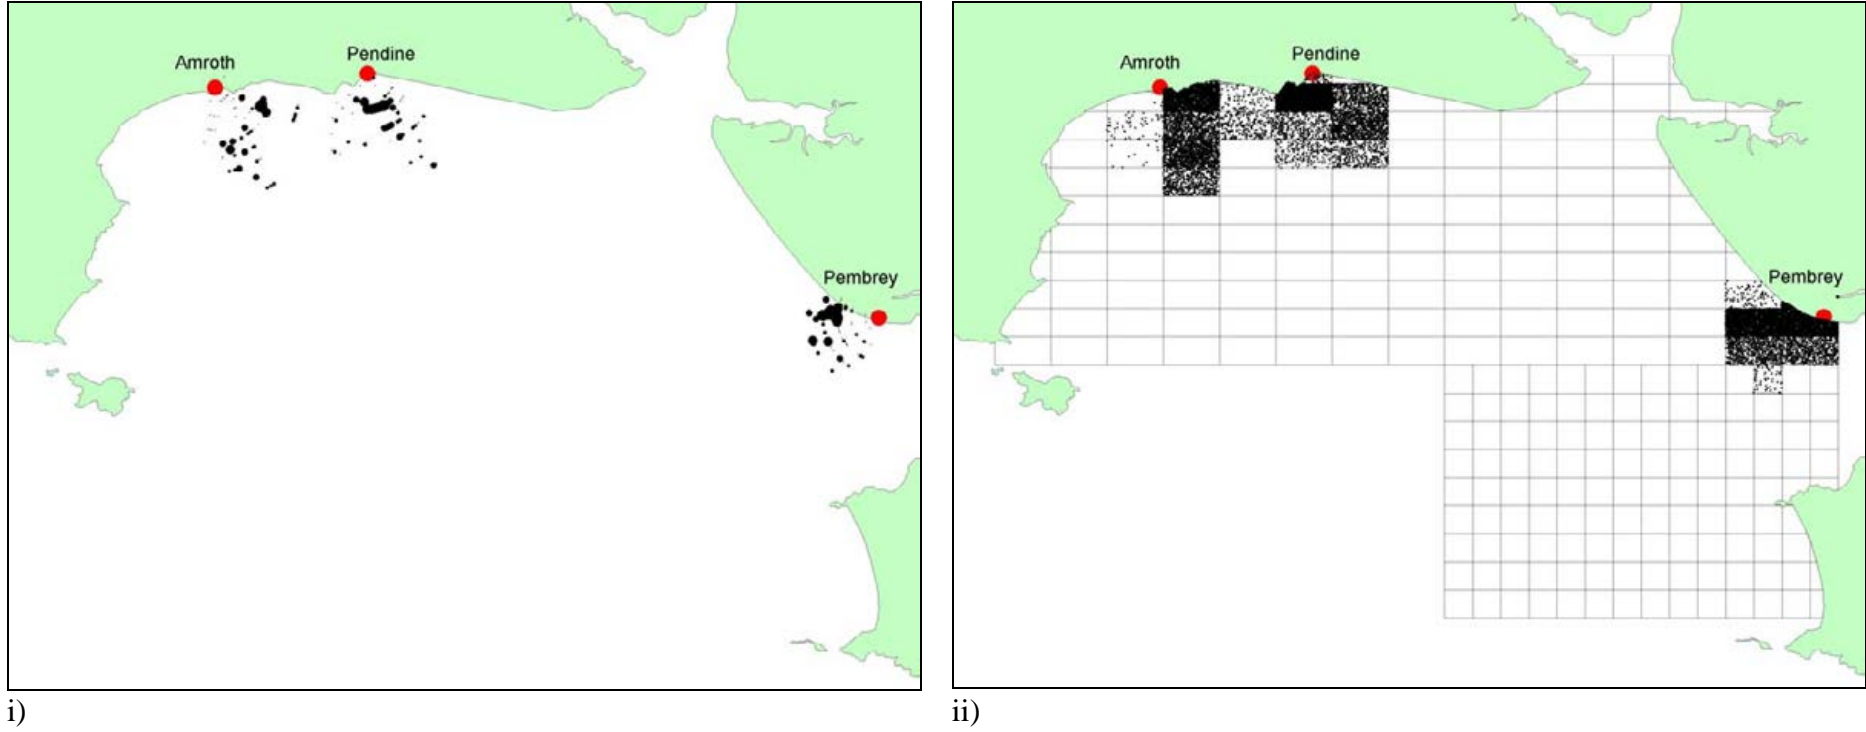 Amroth
Pendine
Pembrey
Amroth
Pendine
Pembrey
i)
ii)